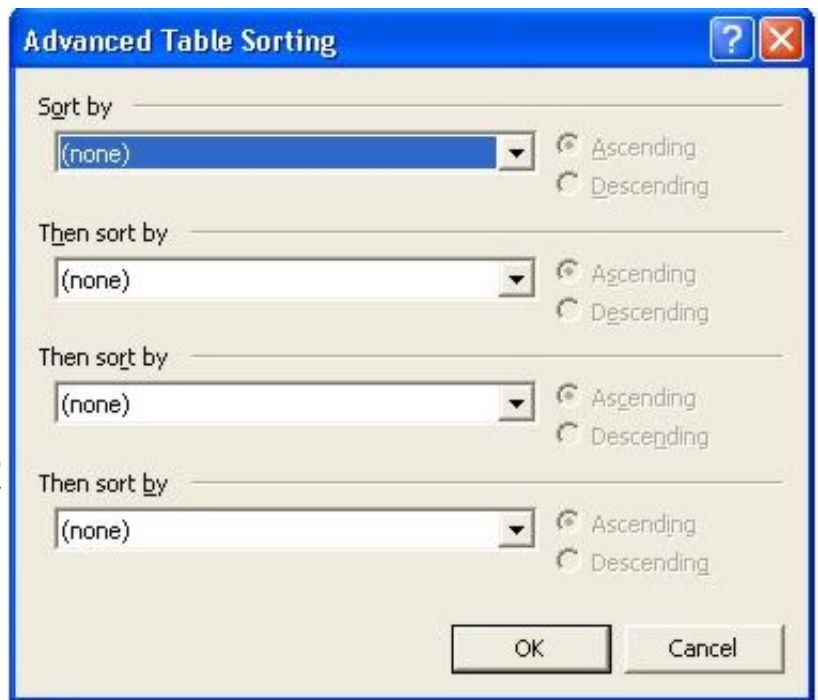 Advanced Table Sorting
Sort by
(none)
Ascending
Descending
Then sort by
(none)
Ascending
Descending
Then sort by
(none)
Ascending
Descending
Then sort by
(none)
Ascending
Descending
OK Cancel